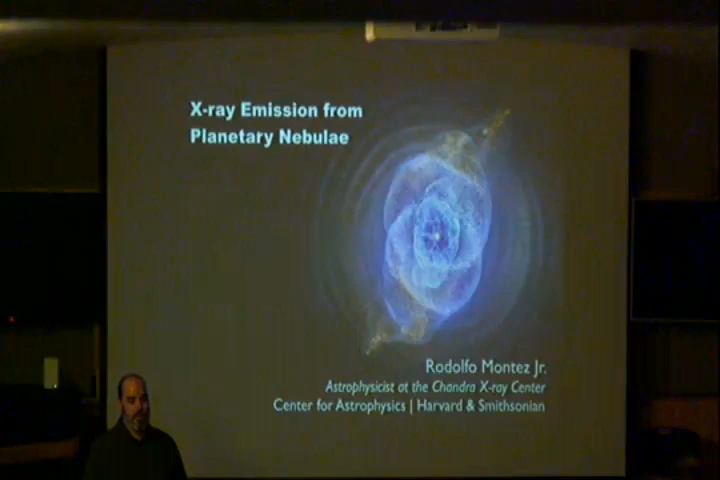 X-ray Emission from
Planetary Nebulae
Rodolfo Montez Jr.
Astrophysicist at the Chandra X-ray Center
Center for Astrophysics | Harvard & Smithsonian